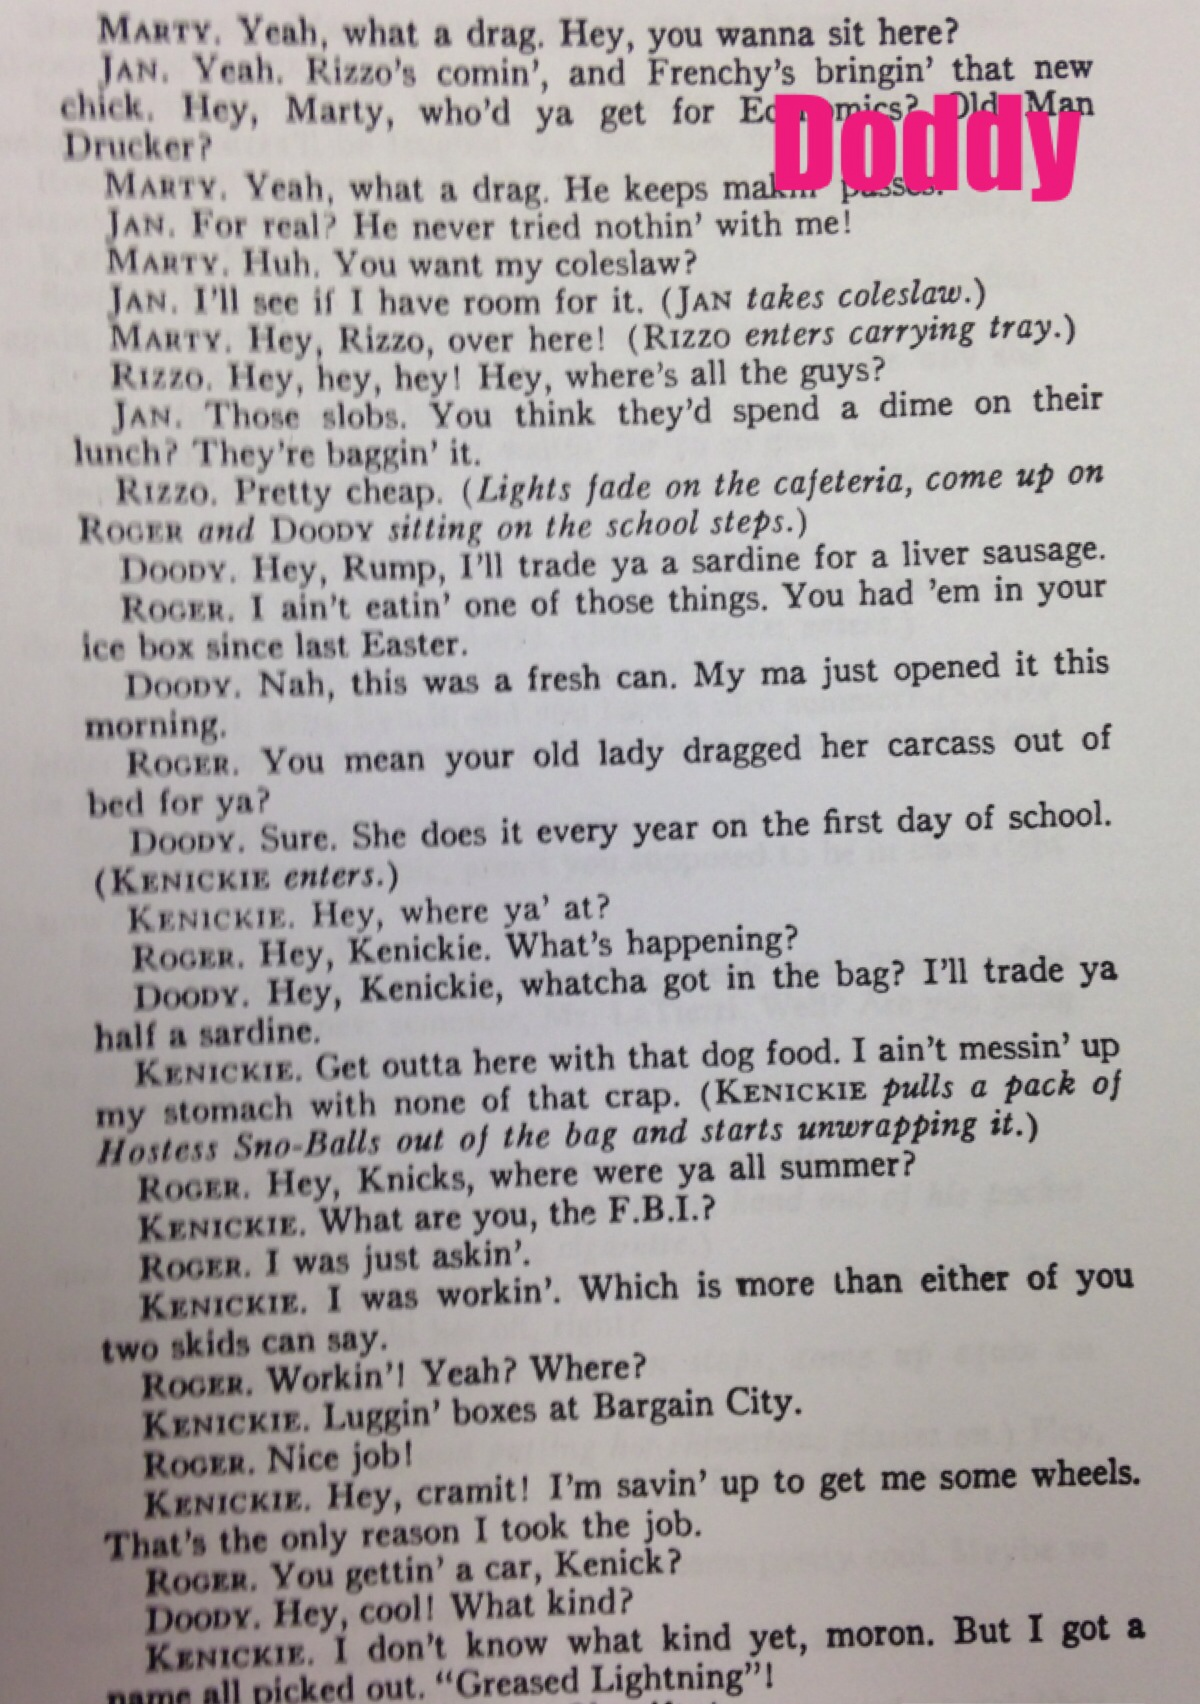 MARTY. Yeah, what a drag. Hey, you wanna sit here?
JAN. Yeah. Rizzo's comin', and Frenchy's bringin' that new
chick. Hey, Marty, who'd ya get for Economics? Old Man
Doddy
Drucker?
MARTY. Yeah, what a drag. He keeps makin' passes.
JAN. For real? He never tried nothin' with me!
MARTY. Huh. You want my coleslaw?
JAN. I'll see if I have room for it. (JAN takes coleslaw.)
MARTY. Hey, Rizzo, over here! (RIZZO enters carrying tray.)
RIZZO. Hey, hey, hey! Hey, where's all the guys?
JAN. Those slobs. You think they'd spend a dime on their
lunch? They're baggin' it.
RIZZO. Pretty cheap. (Lights fade on the cafeteria, come up on
ROGER and DOODY sitting on the school steps.)
DOODY. Hey, Rump, I'll trade ya a sardine for a liver sausage.
ROGER. I ain't eatin' one of those things. You had 'em in your
ice box since last Easter.
DOODY. Nah, this was a fresh can. My ma just opened it this
morning.
ROGER. You mean your old lady dragged her carcass out of
bed for ya?
DOODY. Sure. She does it every year on the first day of school.
(KENICKIE enters.)
KENICKIE. Hey, where ya' at?
ROGER. Hey, Kenickie. What's happening?
DOODY. Hey, Kenickie, whatcha got in the bag? I'll trade ya
half a sardine.
KENICKIE. Get outta here with that dog food. I ain't messin' up
my stomach with none of that crap. (KENICKIE pulls a pack of
Hostess Sno-Balls out of the bag and starts unwrapping it.)
ROGER. Hey, Knicks, where were ya all summer?
KENICKIE. What are you, the F.B.I.?
ROGER. I was just askin'.
KENICKIE. I was workin'. Which is more than either of you
two skids can say.
ROGER. Workin'! Yeah? Where?
KENICKIE. Luggin' boxes at Bargain City.
ROGER. Nice job!
KENICKIE. Hey, cramit! I'm savin' up to get me some wheels.
That's the only reason I took the job.
ROGER. You gettin' a car, Kenick?
DOODY. Hey, cool! What kind?
KENICKIE. I don't know what kind yet, moron. But I got a
name all picked out. "Greased Lightning"!